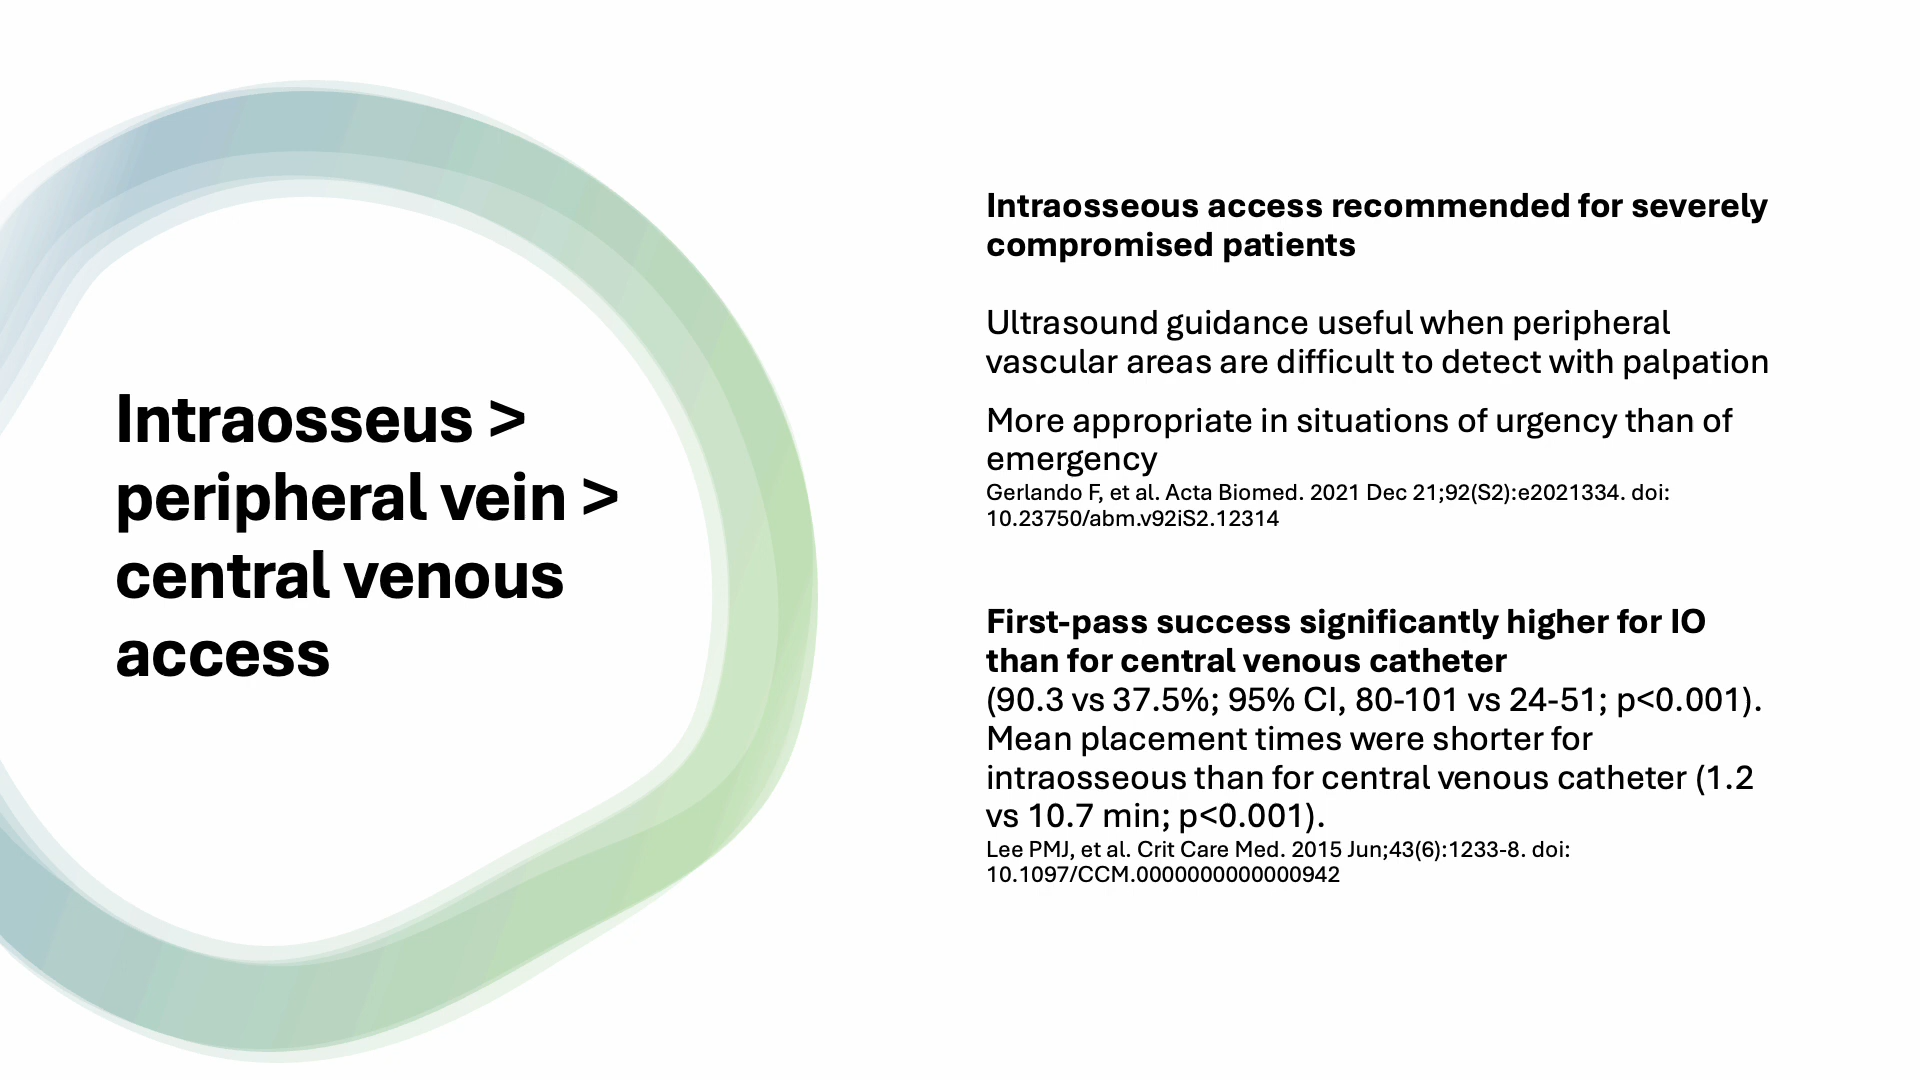 Intraosseus >
peripheral vein >
central venous
access
Intraosseous access recommended for severely
compromised patients
Ultrasound guidance useful when peripheral
vascular areas are difficult to detect with palpation
More appropriate in situations of urgency than of
emergency
Gerlando F, et al. Acta Biomed. 2021 Dec 21;92(S2):e2021334. doi:
10.23750/abm.v92iS2.12314
First-pass success significantly higher for IO
than for central venous catheter
(90.3 vs 37.5%; 95% CI, 80-101 vs 24-51; p<0.001).
Mean placement times were shorter for
intraosseous than for central venous catheter (1.2
vs 10.7 min; p<0.001).
Lee PMJ, et al. Crit Care Med. 2015 Jun;43(6):1233-8. doi:
10.1097/CCM.0000000000000942